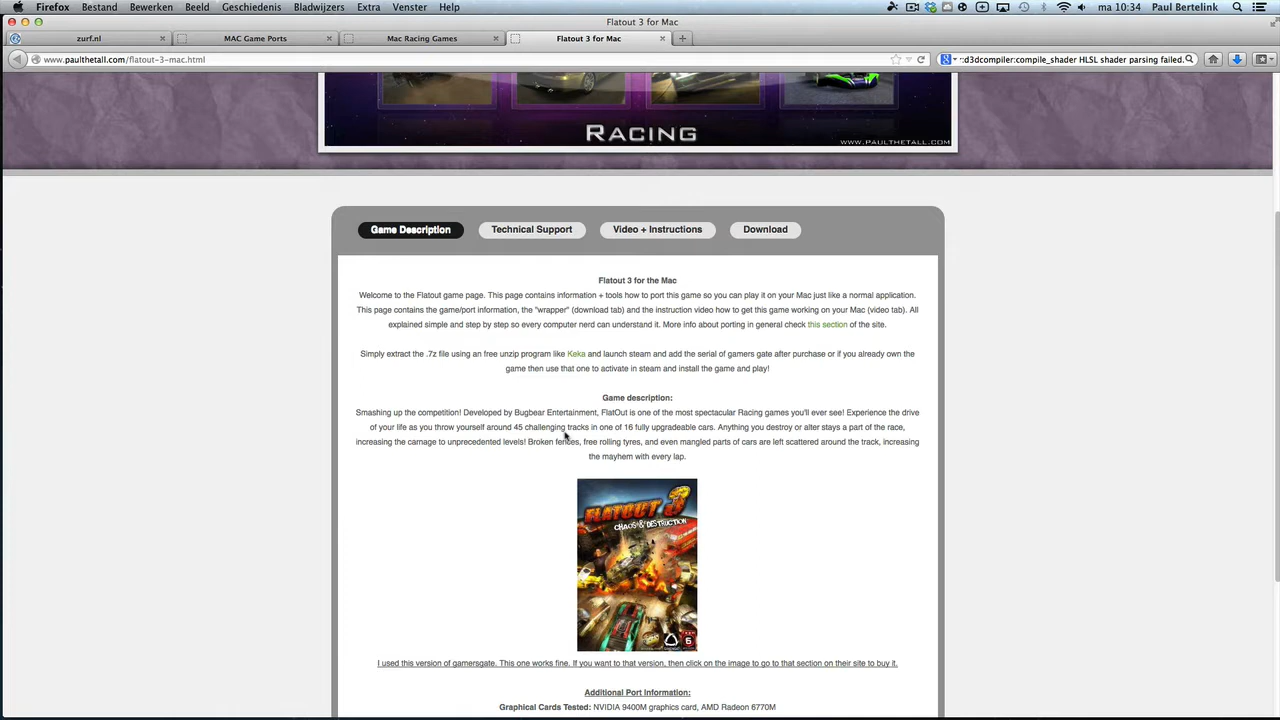 Firefox Bestand Bewerken Beeld Geschiedenis Bladwijzers Extra Venster Help ma 10:34 Paul Bertelink
Flatout 3 for Mac
zurf.nl MAC Game Ports Mac Racing Games Flatout 3 for Mac
www.paulthetall.com/flatout-3-mac.html ::d3dcompiler:compile_shader HLSL shader parsing failed.
RACING
WWW.PAULTHETALL.COM
Game Description Technical Support Video + Instructions Download
Flatout 3 for the Mac
Welcome to the Flatout game page. This page contains information + tools how to port this game so you can play it on your Mac just like a normal application.
This page contains the game/port information, the "wrapper" (download tab) and the instruction video how to get this game working on your Mac (video tab). All
explained simple and step by step so every computer nerd can understand it. More info about porting in general check this section of the site.
Simply extract the .7z file using an free unzip program like Keka and launch steam and add the serial of gamers gate after purchase or if you already own the
game then use that one to activate in steam and install the game and play!
Game description:
Smashing up the competition! Developed by Bugbear Entertainment, FlatOut is one of the most spectacular Racing games you'll ever see! Experience the drive
of your life as you throw yourself around 45 challenging tracks in one of 16 fully upgradeable cars. Anything you destroy or alter stays a part of the race,
increasing the carnage to unprecedented levels! Broken fences, free rolling tyres, and even mangled parts of cars are left scattered around the track, increasing
the mayhem with every lap.
FLATOUT 3
CHAOS & DESTRUCTION
I used this version of gamersgate. This one works fine. If you want to that version, then click on the image to go to that section on their site to buy it.
Additional Port Information:
Graphical Cards Tested: NVIDIA 9400M graphics card, AMD Radeon 6770M